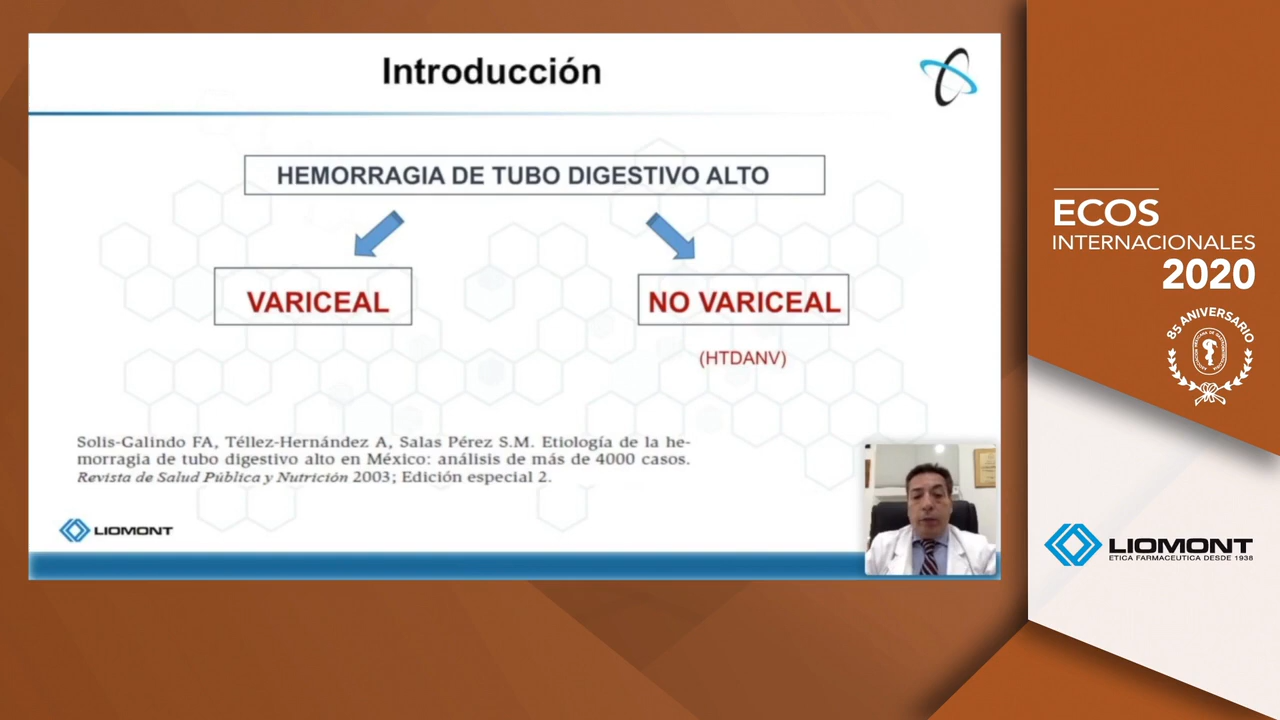 Introducción
HEMORRAGIA DE TUBO DIGESTIVO ALTO
VARICEAL
NO VARICEAL
(HTDANV)
Solis-Galindo FA, Téllez-Hernández A, Salas Pérez S.M. Etiología de la he-
morragia de tubo digestivo alto en México: análisis de más de 4000 casos.
Revista de Salud Pública y Nutrición 2003; Edición especial 2.
LIOMONT
ECOS
INTERNACIONALES
2020
85 ANIVERSARIO
LIOMONT
ETICA FARMACEUTICA DESDE 1938